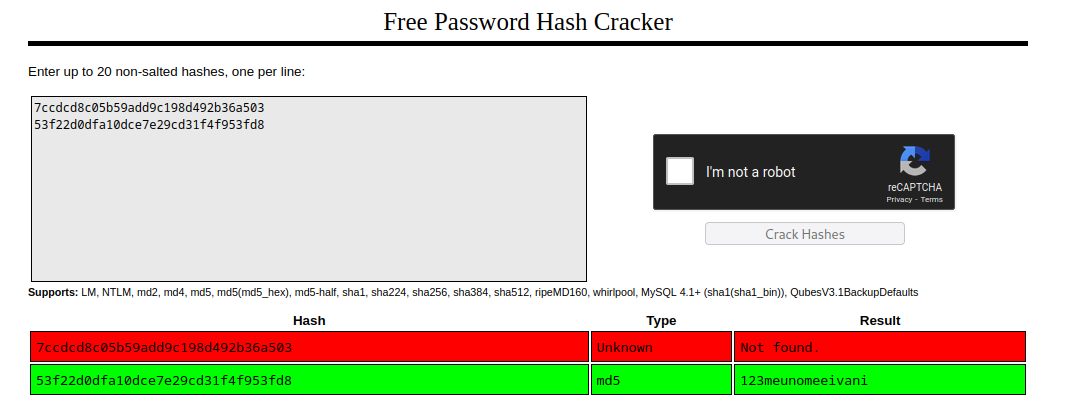 Free Password Hash Cracker
Enter up to 20 non-salted hashes, one per line:
7ccdcd8c05b59add9c198d492b36a503
53f22d0dfa10dce7e29cd31f4f953fd8
I'm not a robot
reCAPTCHA
Privacy - Terms
Crack Hashes
Supports: LM, NTLM, md2, md4, md5, md5(md5_hex), md5-half, sha1, sha224, sha256, sha384, sha512, ripeMD160, whirlpool, MySQL 4.1+ (sha1(sha1_bin)), QubesV3.1BackupDefaults
Hash Type Result
7ccdcd8c05b59add9c198d492b36a503 Unknown Not found.
53f22d0dfa10dce7e29cd31f4f953fd8 md5 123meunomeeivani